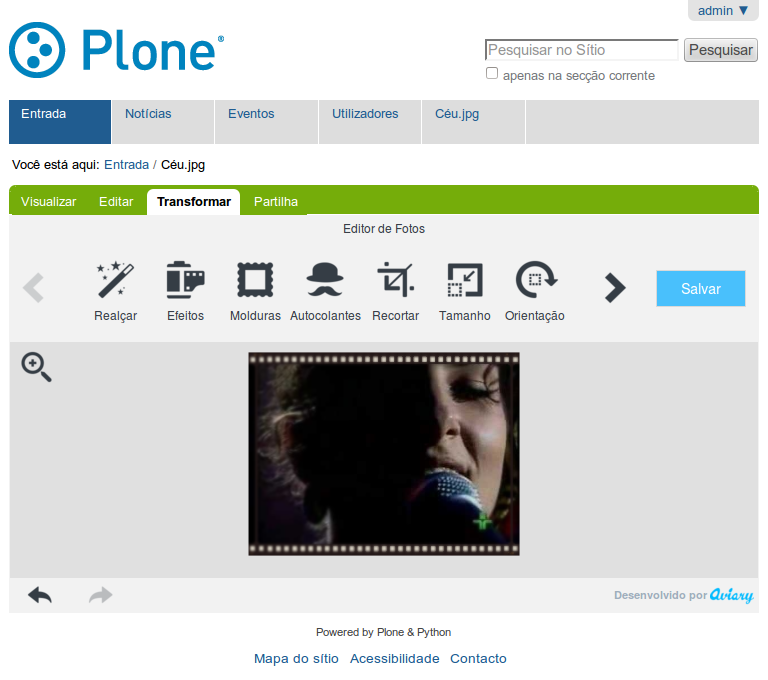 admin ▼
Plone®
Pesquisar no Sítio
Pesquisar
apenas na secção corrente
Entrada
Notícias
Eventos
Utilizadores
Céu.jpg
Você está aqui: Entrada / Céu.jpg
Visualizar
Editar
Transformar
Partilha
Editor de Fotos
Realçar
Efeitos
Molduras
Autocolantes
Recortar
Tamanho
Orientação
Salvar
Desenvolvido por Aviary
Powered by Plone & Python
Mapa do sítio
Acessibilidade
Contacto